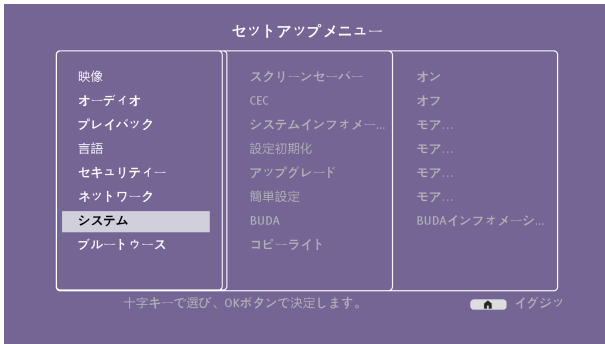 セットアップメニュー
映像
オーディオ
プレイバック
言語
セキュリティー
ネットワーク
システム
ブルートゥース
スクリーンセーバー
CEC
システムインフォメー...
設定初期化
アップグレード
簡単設定
BUDA
コピーライト
オン
オフ
モア...
モア...
モア...
モア...
BUDAインフォメーシ...
十字キーで選び、OKボタンで決定します。
イグジッ